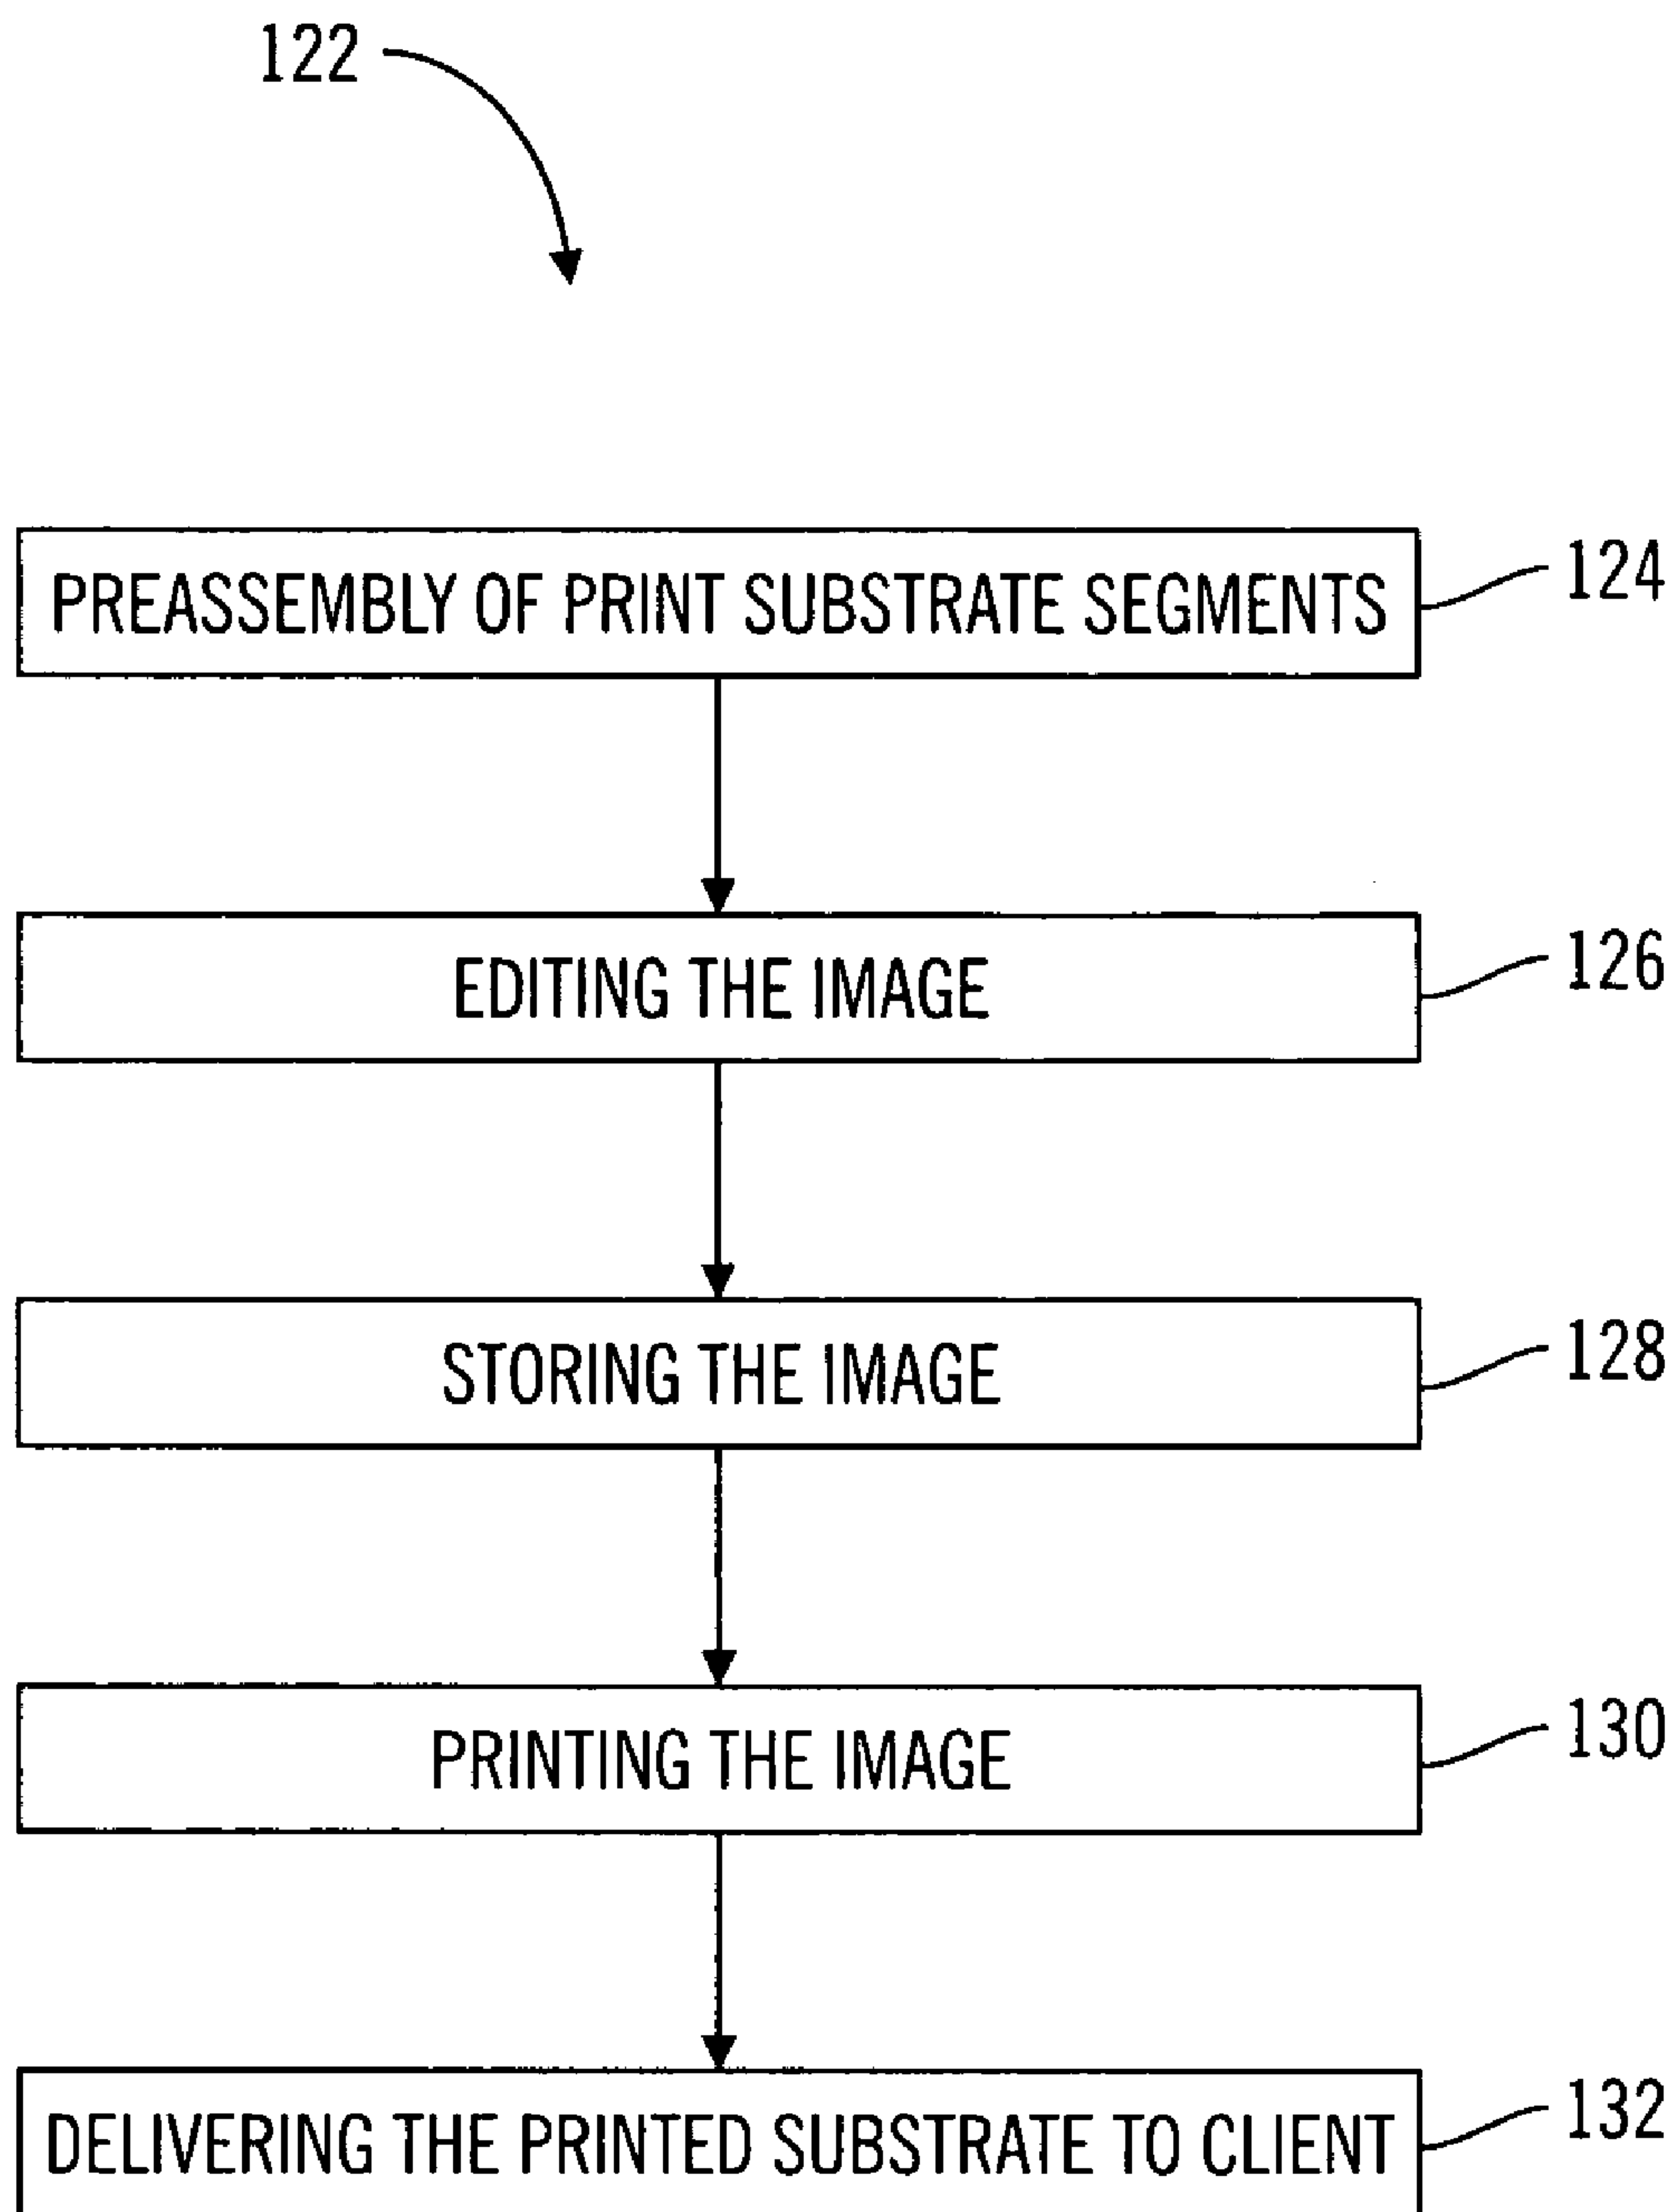 122
PREASSEMBLY OF PRINT SUBSTRATE SEGMENTS
124
EDITING THE IMAGE
126
STORING THE IMAGE
128
PRINTING THE IMAGE
130
DELIVERING THE PRINTED SUBSTRATE TO CLIENT
132